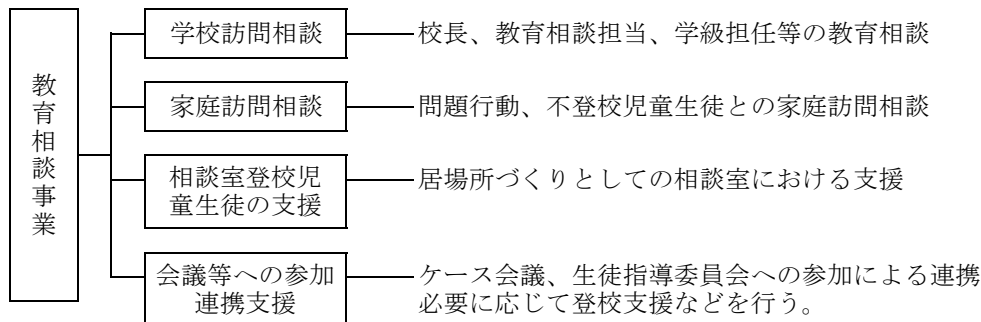 教育相談事業
学校訪問相談
校長、教育相談担当、学級担任等の教育相談
家庭訪問相談
問題行動、不登校児童生徒との家庭訪問相談
相談室登校児
童生徒の支援
居場所づくりとしての相談室における支援
会議等への参加
連携支援
ケース会議、生徒指導委員会への参加による連携
必要に応じて登校支援などを行う。